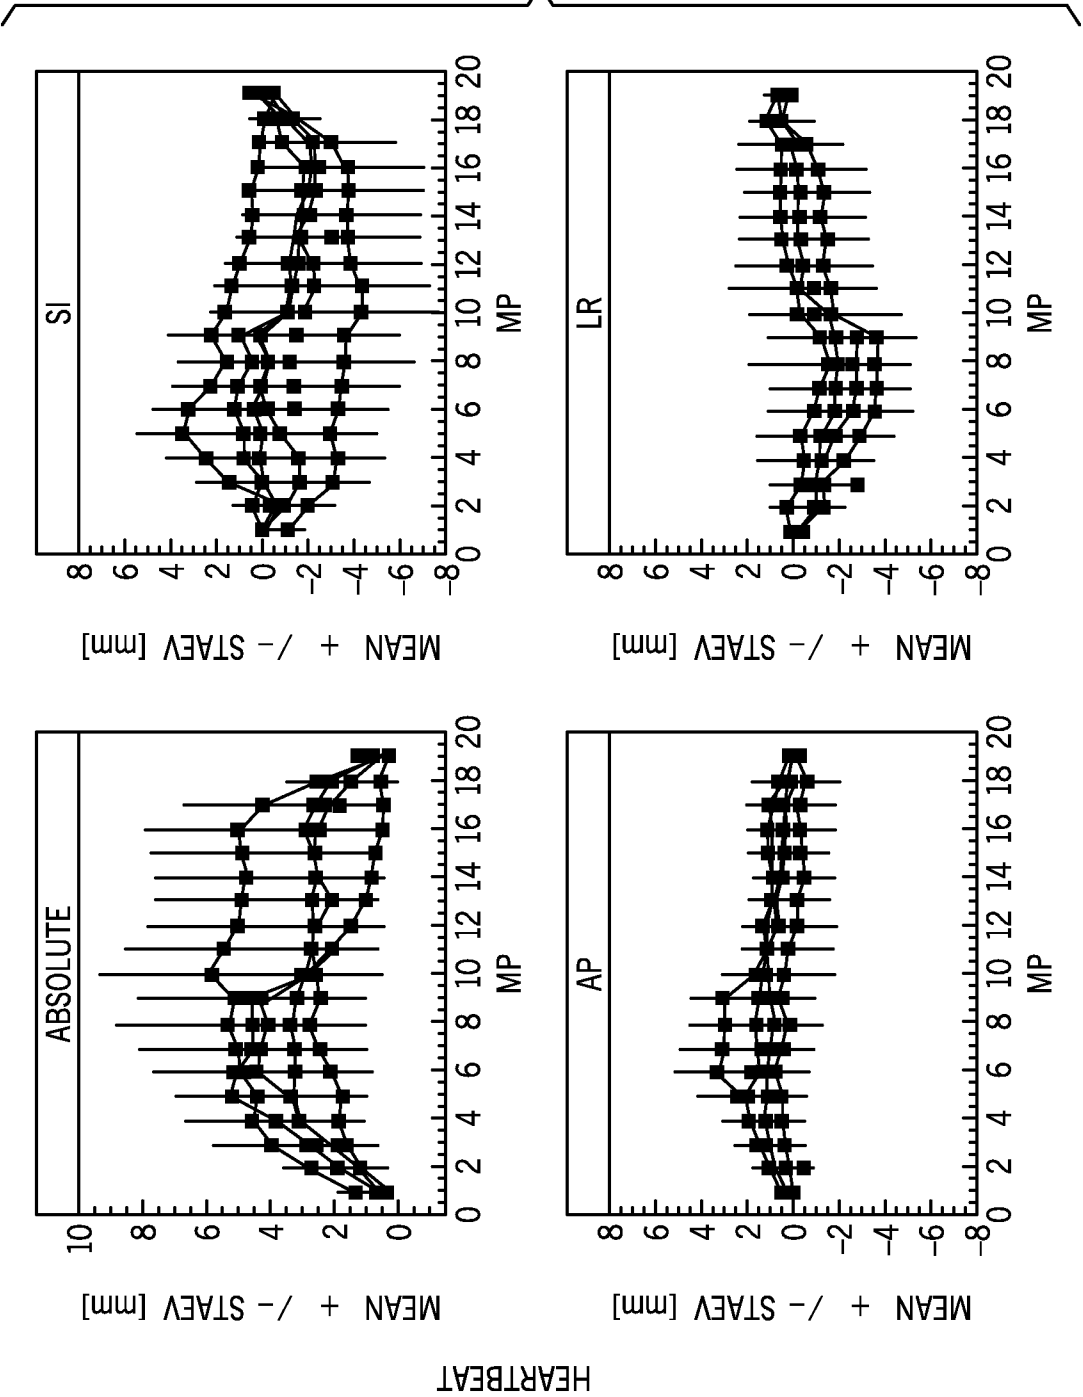 HEARTBEAT
ABSOLUTE
MEAN + /- STAEV [mm]
10 8 6 4 2 0
0 2 4 6 8 10 12 14 16 18 20
MP
SI
MEAN + /- STAEV [mm]
8 6 4 2 0 -2 -4 -6 -8
0 2 4 6 8 10 12 14 16 18 20
MP
AP
MEAN + /- STAEV [mm]
8 6 4 2 0 -2 -4 -6 -8
0 2 4 6 8 10 12 14 16 18 20
MP
LR
MEAN + /- STAEV [mm]
8 6 4 2 0 -2 -4 -6 -8
0 2 4 6 8 10 12 14 16 18 20
MP